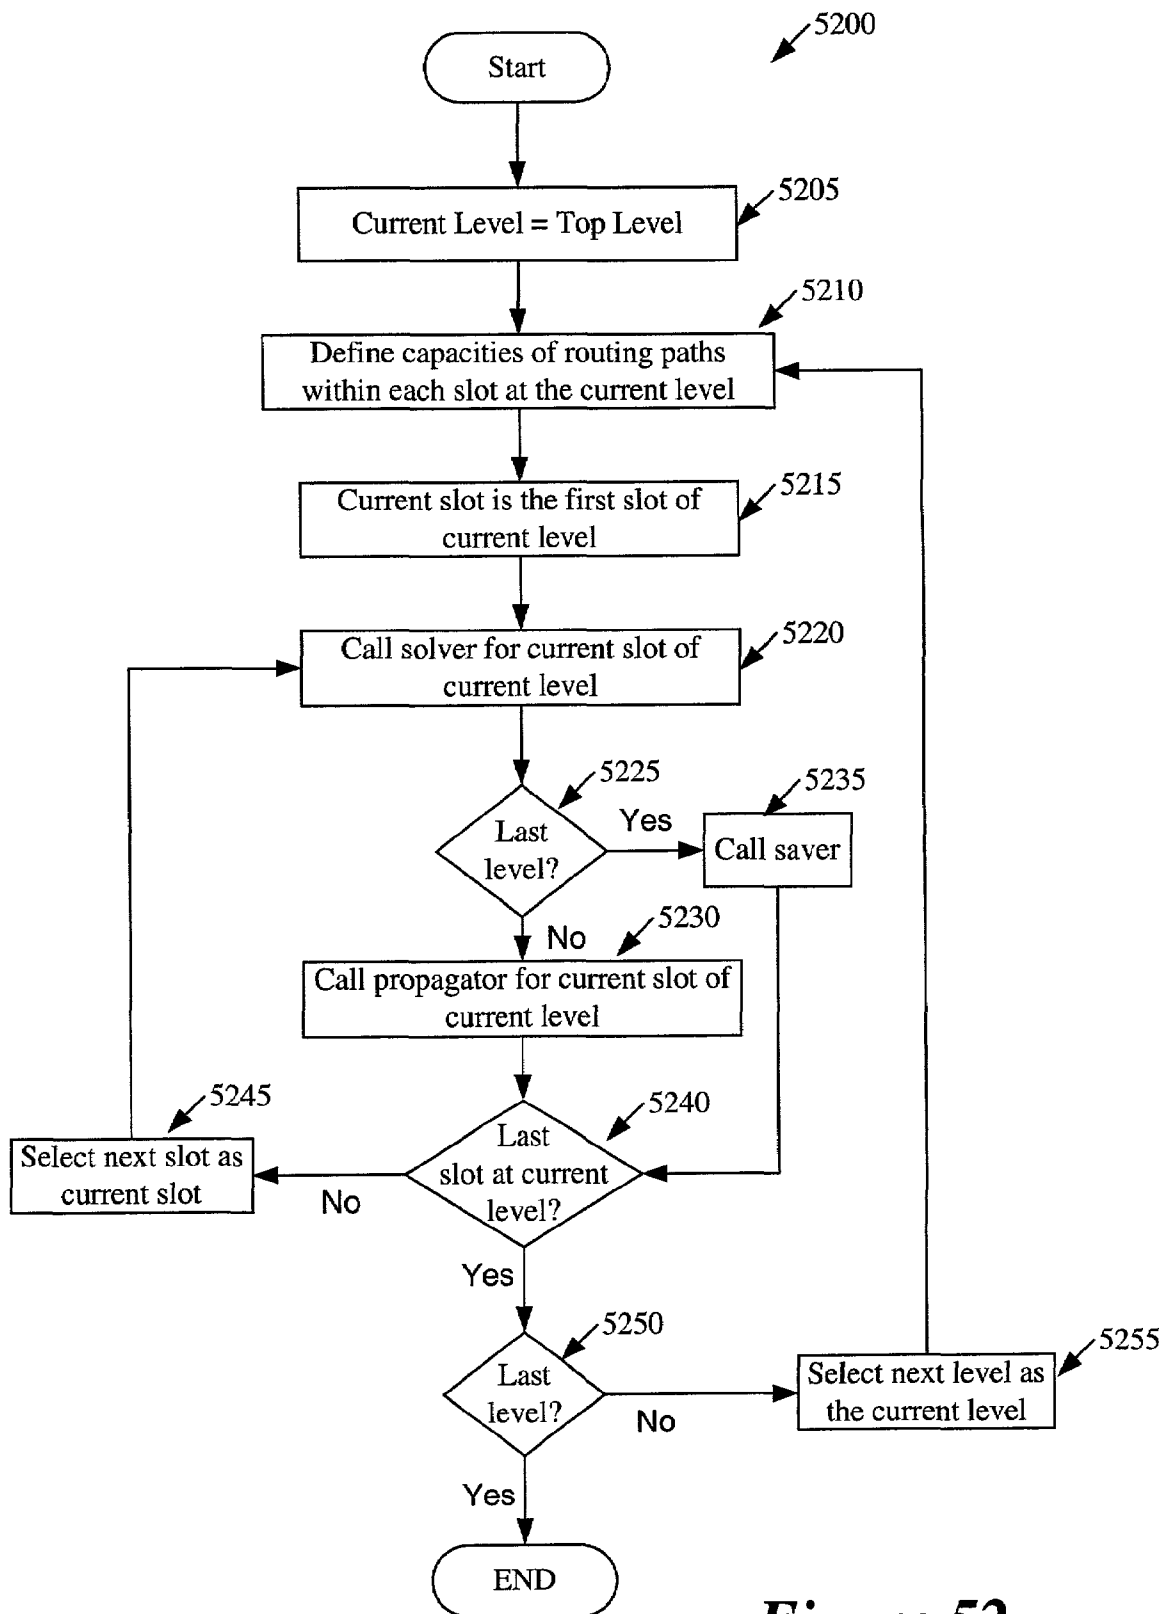 5200
Start
5205
Current Level = Top Level
5210
Define capacities of routing paths
within each slot at the current level
5215
Current slot is the first slot of
current level
5220
Call solver for current slot of
current level
5225
Last
level?
Yes
5235
Call saver
No
5230
Call propagator for current slot of
current level
5240
Last
slot at current
level?
No
5245
Select next slot as
current slot
Yes
5250
Last
level?
No
5255
Select next level as
the current level
Yes
END
Figure 52